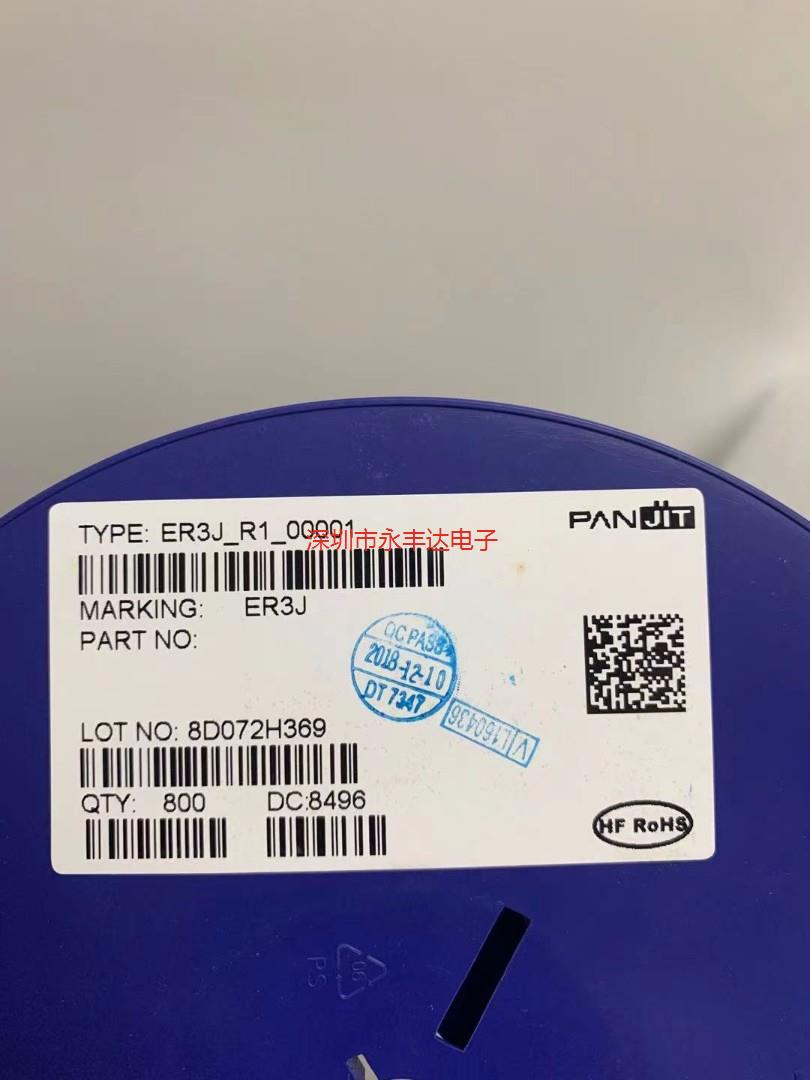 TYPE: ER3J_R1_00001
PANJIT
深圳市永丰达电子
MARKING: ER3J
PART NO:
QC PASS
2018-12-10
DT 7347
VL160436
LOT NO: 8D072H369
QTY: 800 DC:8496
HF RoHS
PS